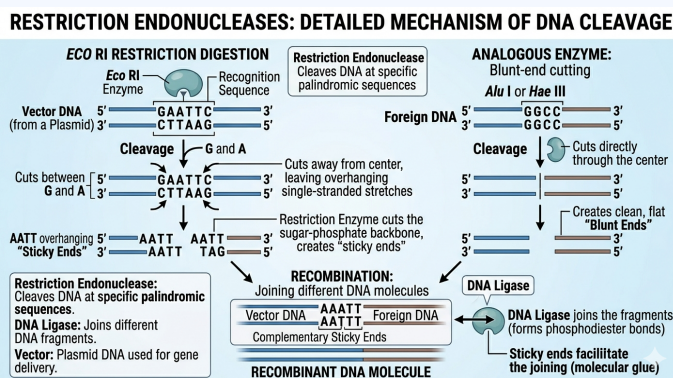 RESTRICTION ENDONUCLEASES: DETAILED MECHANISM OF DNA CLEAVAGE
ECO RI RESTRICTION DIGESTION
Eco RI
Enzyme
Recognition
Sequence
Restriction Endonuclease
Cleaves DNA at specific
palindromic sequences
Vector DNA
(from a Plasmid)
5′ GAATTC 3′
3′ CTTAAG 5′
Cleavage
G and A
Cuts between
G and A
5′ GAATTC 3′
3′ CTTAAG 5′
Cuts away from center,
leaving overhanging
single-stranded stretches
Restriction Enzyme cuts the
sugar-phosphate backbone,
creates "sticky ends"
AATT overhanging
"Sticky Ends"
5′ AATT AATT 3′
3′ AATT TAG 5′
ANALOGOUS ENZYME:
Blunt-end cutting
Alu I or Hae III
Foreign DNA
5′ GGCC 3′
3′ GGCC 5′
Cleavage
Cuts directly
through the center
5′ 3′
3′ 5′
Creates clean, flat
"Blunt Ends"
5′ 3′
3′ 5′
Restriction Endonuclease:
Cleaves DNA at specific palindromic
sequences.
DNA Ligase: Joins different
DNA fragments.
Vector: Plasmid DNA used for gene
delivery.
RECOMBINATION:
Joining different DNA molecules
Vector DNA
AAATT
AATTT
Foreign DNA
Complementary Sticky Ends
RECOMBINANT DNA MOLECULE
DNA Ligase
DNA Ligase joins the fragments
(forms phosphodiester bonds)
Sticky ends faciilitate
the joining (molecular glue)